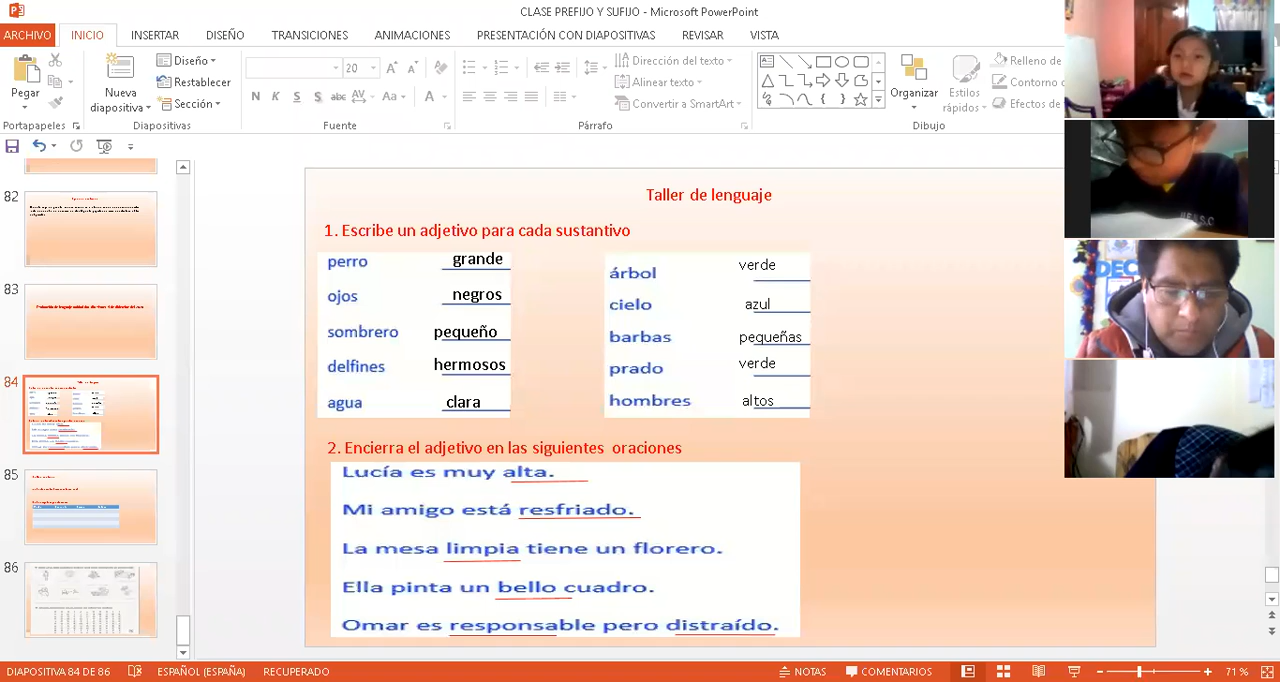 CLASE PREFIJO Y SUFIJO - Microsoft PowerPoint
ARCHIVO INICIO INSERTAR DISEÑO TRANSICIONES ANIMACIONES PRESENTACIÓN CON DIAPOSITIVAS REVISAR VISTA
Pegar
Nueva diapositiva
Diseño
Restablecer
Sección
20
N K S S abc AV Aa A
Dirección del texto
Alinear texto
Convertir a SmartArt
Organizar
Estilos rápidos
Relleno de
Contorno
Efectos de
Portapapeles Diapositivas Fuente Párrafo Dibujo
82
83
84
85
86
Taller de lenguaje
1. Escribe un adjetivo para cada sustantivo
perro grande
ojos negros
sombrero pequeño
delfines hermosos
agua clara
árbol verde
cielo azul
barbas pequeñas
prado verde
hombres altos
2. Encierra el adjetivo en las siguientes oraciones
Lucía es muy alta.
Mi amigo está resfriado.
La mesa limpia tiene un florero.
Ella pinta un bello cuadro.
Omar es responsable pero distraído.
DIAPOSITIVA 84 DE 86 ESPAÑOL (ESPAÑA) RECUPERADO NOTAS COMENTARIOS 71 %